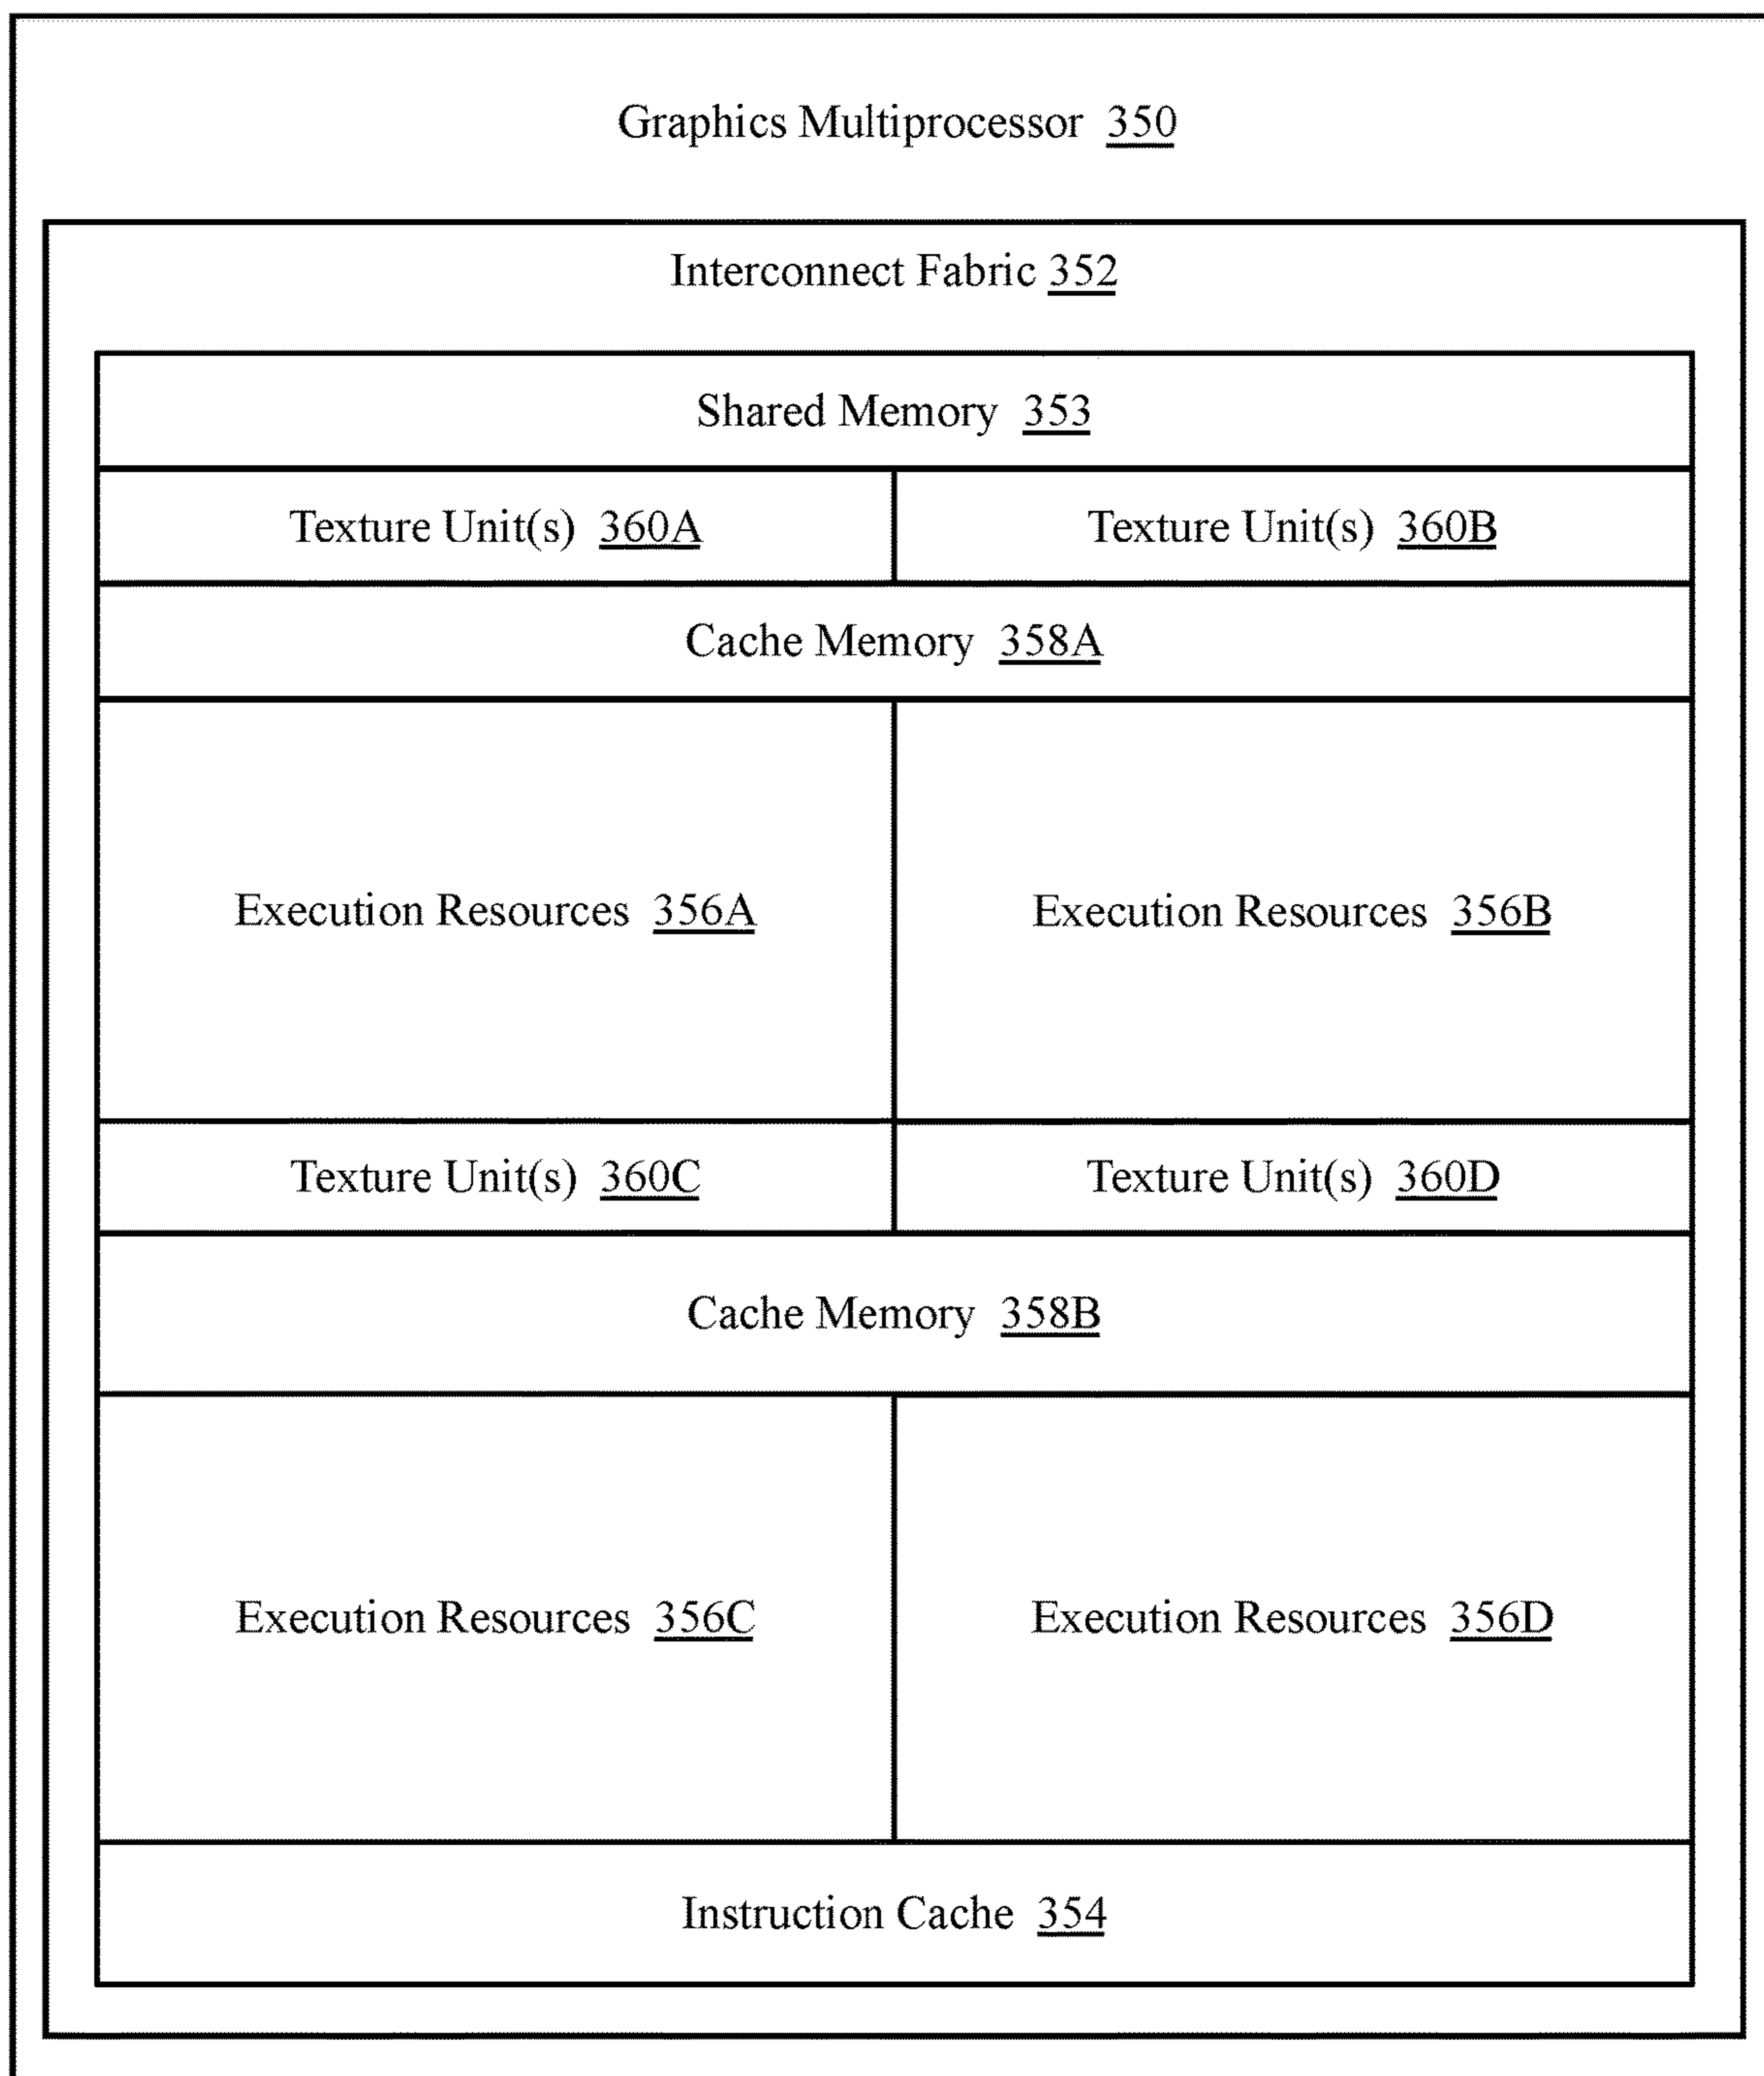 Graphics Multiprocessor 350
Interconnect Fabric 352
Shared Memory 353
Texture Unit(s) 360A Texture Unit(s) 360B
Cache Memory 358A
Execution Resources 356A Execution Resources 356B
Texture Unit(s) 360C Texture Unit(s) 360D
Cache Memory 358B
Execution Resources 356C Execution Resources 356D
Instruction Cache 354